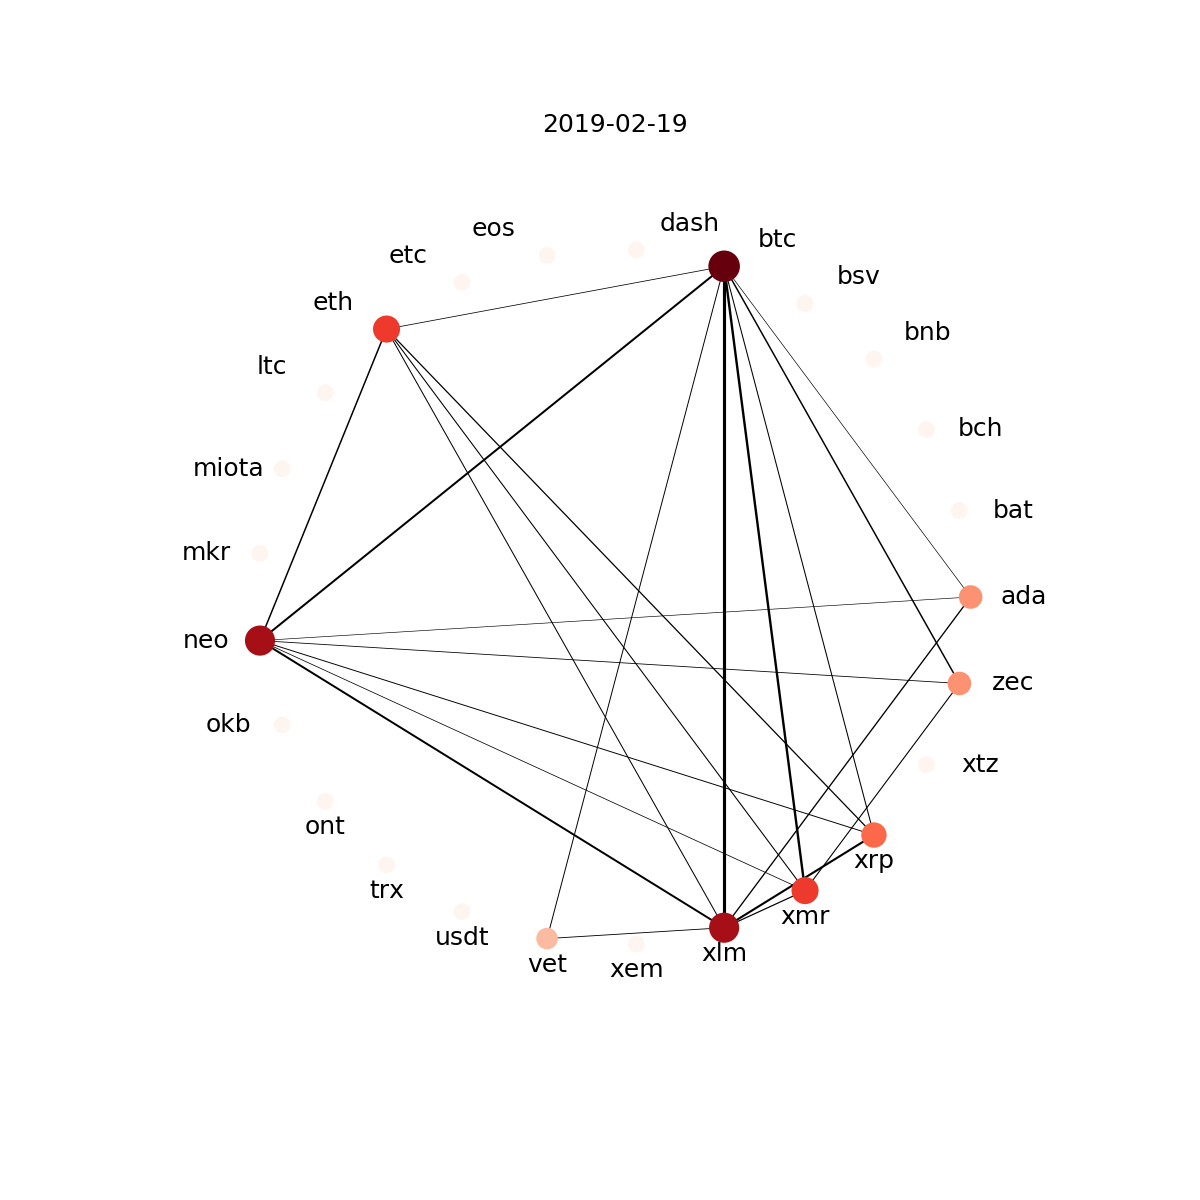 2019-02-19
dash
eos
btc
etc
bsv
eth
bnb
ltc
bch
miota
bat
mkr
ada
neo
zec
okb
xtz
ont
xrp
trx
xmr
usdt
xlm
vet
xem